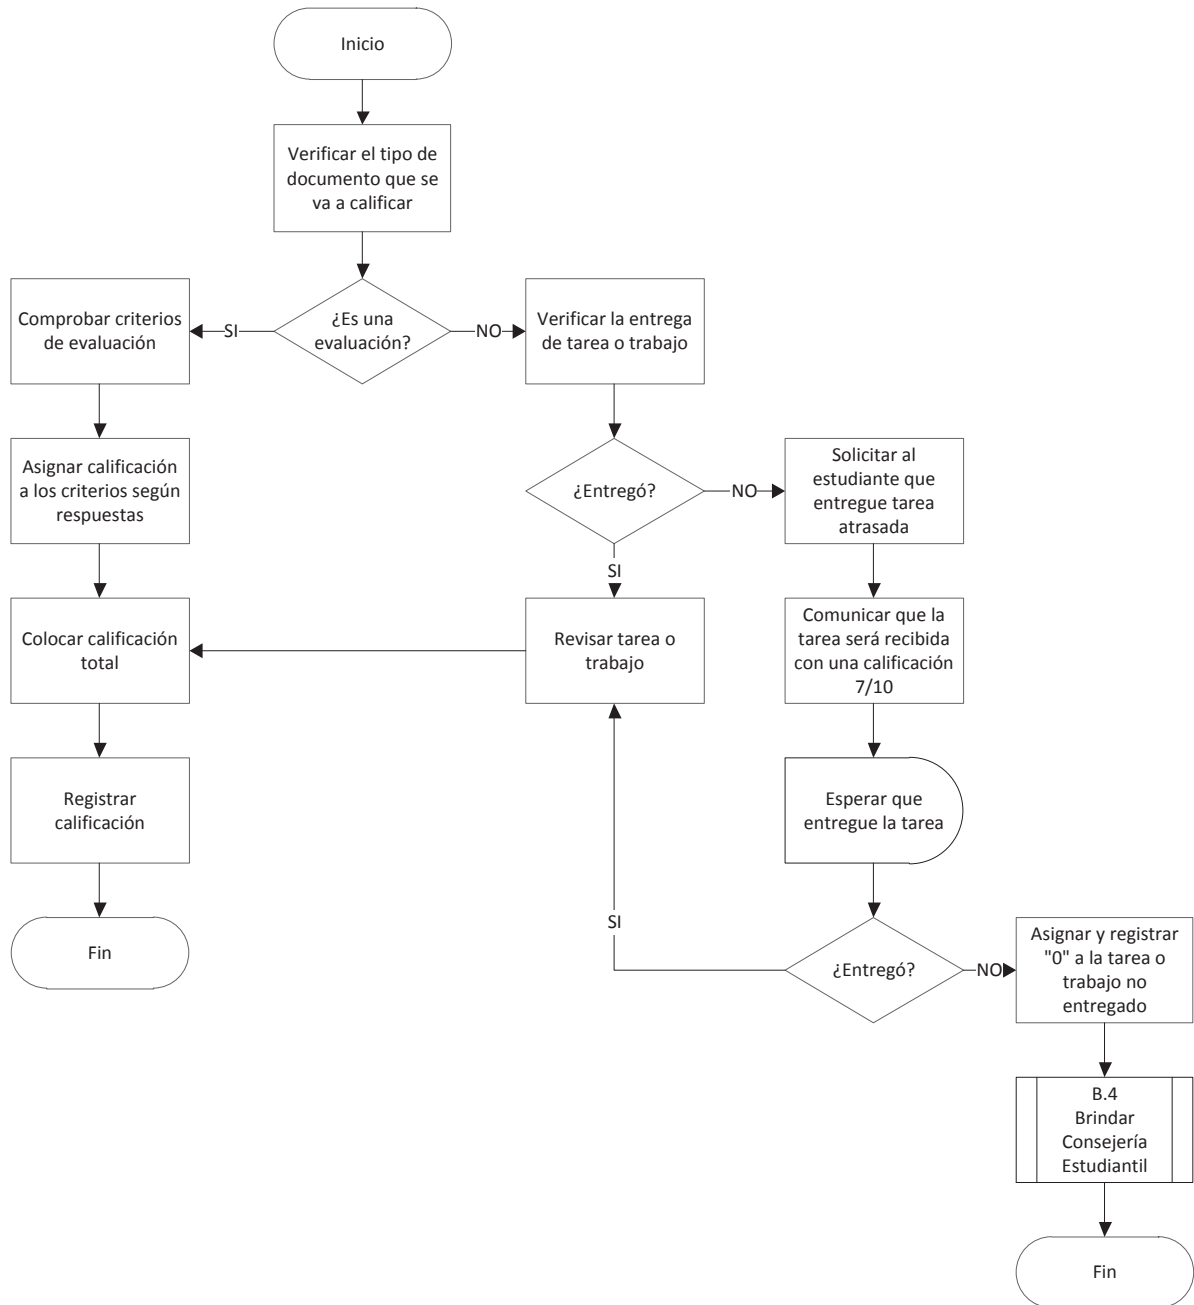 Inicio
Verificar el tipo de
documento que se
va a calificar
Comprobar criterios
de evaluación
SI
¿Es una
evaluación?
NO
Verificar la entrega
de tarea o trabajo
Asignar calificación
a los criterios según
respuestas
¿Entregó?
NO
Solicitar al
estudiante que
entregue tarea
atrasada
SI
Colocar calificación
total
Revisar tarea o
trabajo
Comunicar que la
tarea será recibida
con una calificación
7/10
Registrar
calificación
Esperar que
entregue la tarea
SI
Fin
¿Entregó?
NO
Asignar y registrar
"0" a la tarea o
trabajo no
entregado
B.4
Brindar
Consejería
Estudiantil
Fin